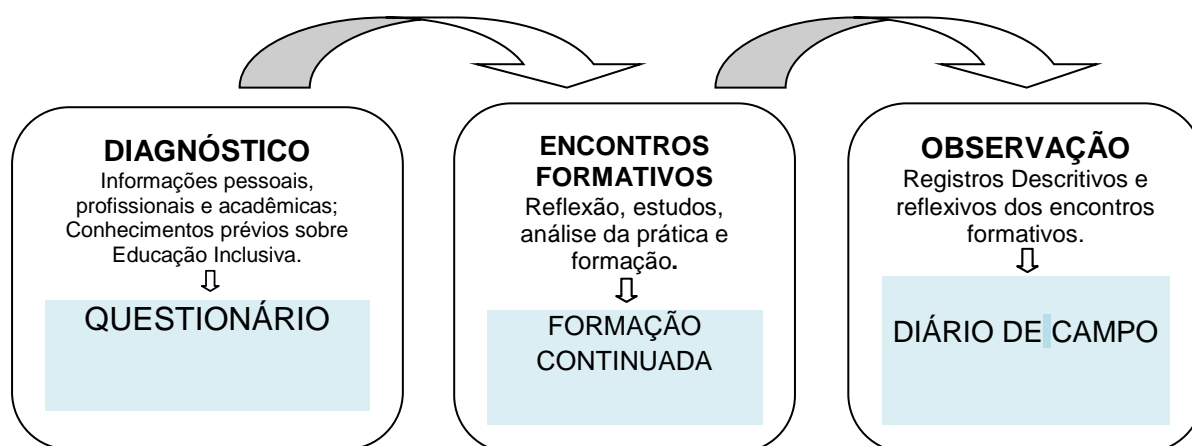 DIAGNÓSTICO
Informações pessoais,
profissionais e acadêmicas;
Conhecimentos prévios sobre
Educação Inclusiva.
QUESTIONÁRIO
ENCONTROS
FORMATIVOS
Reflexão, estudos,
análise da prática e
formação.
FORMAÇÃO
CONTINUADA
OBSERVAÇÃO
Registros Descritivos e
reflexivos dos encontros
formativos.
DIÁRIO DE CAMPO